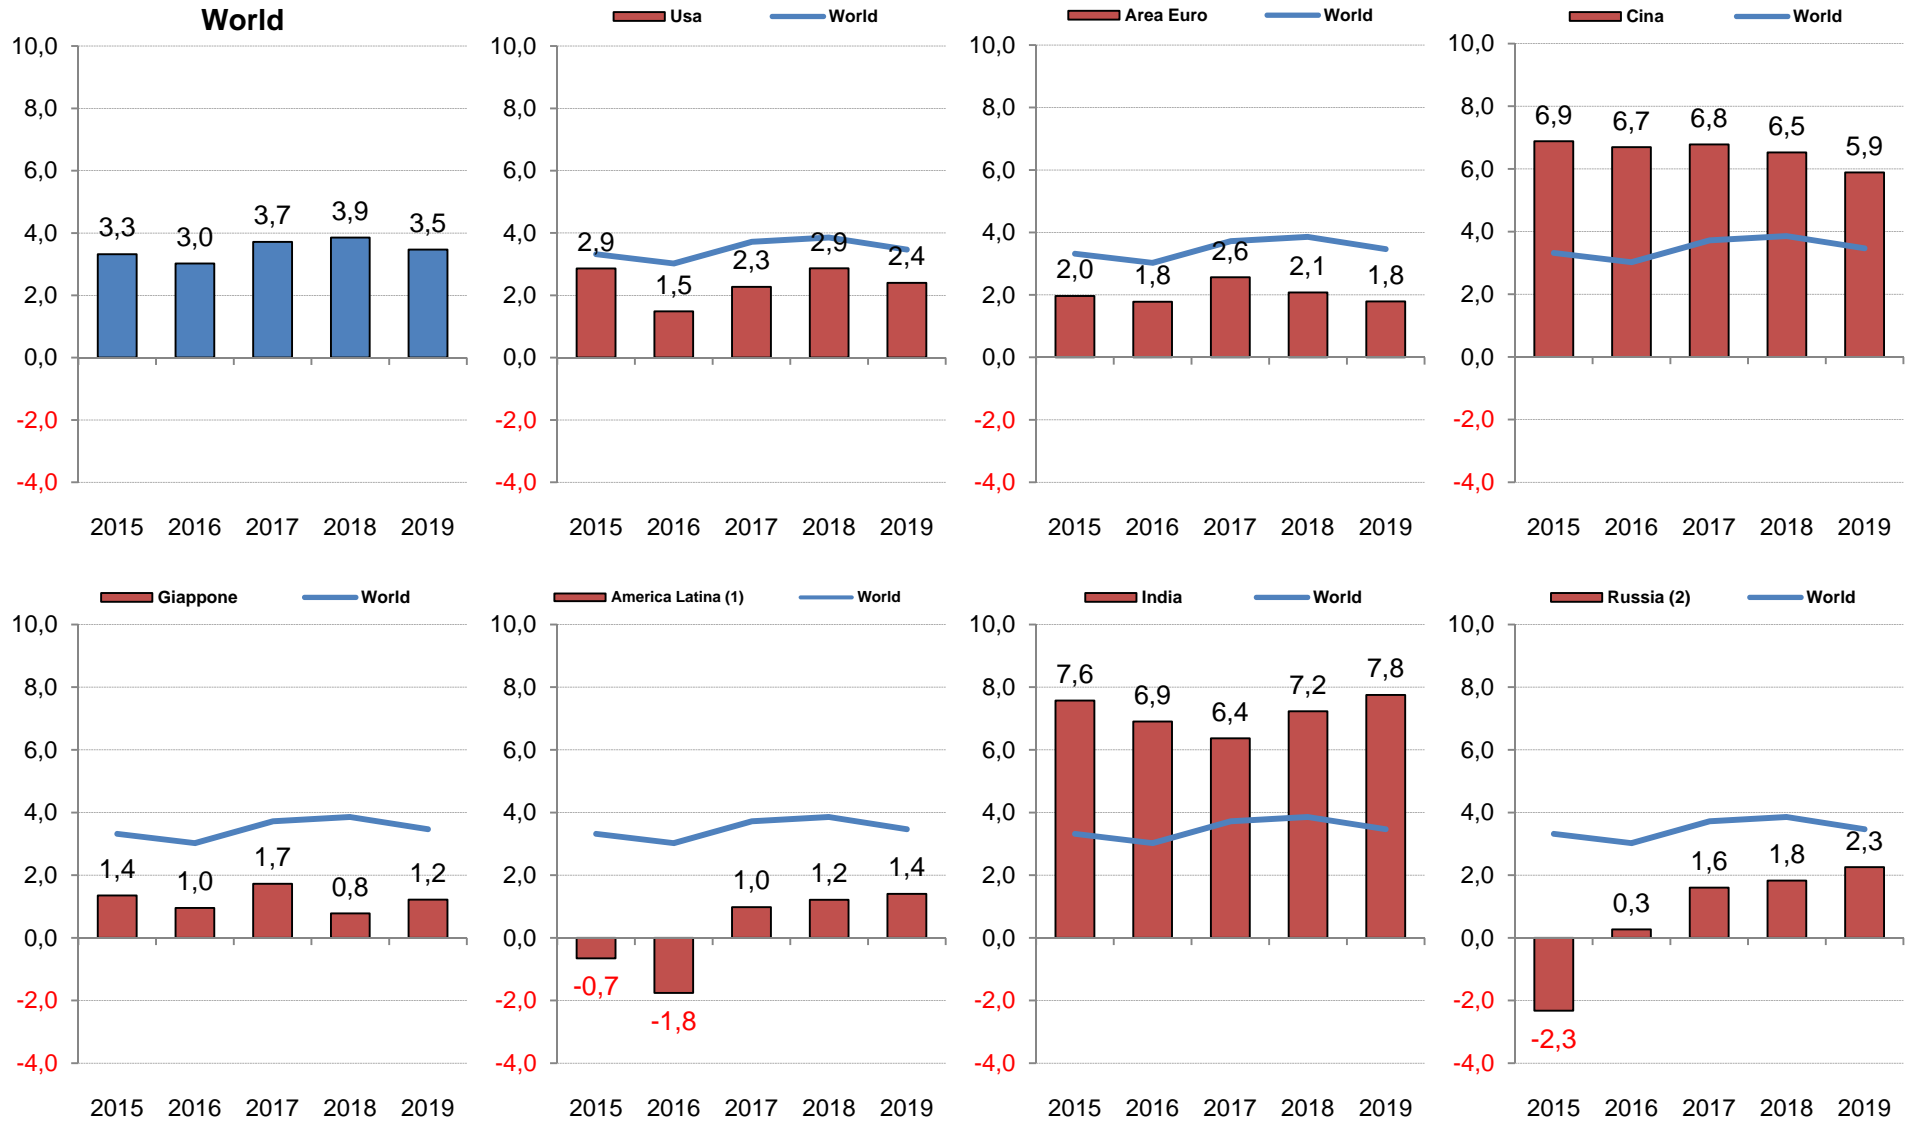 World
Usa World
Area Euro World
Cina World
10,0 10,0 10,0 10,0
8,0 8,0 8,0 8,0
6,9 6,7 6,8 6,5 5,9
6,0 6,0 6,0 6,0
3,3 3,0 3,7 3,9 3,5
2,9 1,5 2,3 2,9 2,4
2,0 1,8 2,6 2,1 1,8
4,0 4,0 4,0 4,0
2,0 2,0 2,0 2,0
0,0 0,0 0,0 0,0
-2,0 -2,0 -2,0 -2,0
-4,0 -4,0 -4,0 -4,0
2015 2016 2017 2018 2019 2015 2016 2017 2018 2019 2015 2016 2017 2018 2019 2015 2016 2017 2018 2019
Giappone World
America Latina (1) World
India World
Russia (2) World
10,0 10,0 10,0 10,0
8,0 8,0 8,0 8,0
7,6 6,9 6,4 7,2 7,8
6,0 6,0 6,0 6,0
4,0 4,0 4,0 4,0
1,4 1,0 1,7 0,8 1,2
-0,7 -1,8 1,0 1,2 1,4
-2,3 0,3 1,6 1,8 2,3
2,0 2,0 2,0 2,0
0,0 0,0 0,0 0,0
-2,0 -2,0 -2,0 -2,0
-4,0 -4,0 -4,0 -4,0
2015 2016 2017 2018 2019 2015 2016 2017 2018 2019 2015 2016 2017 2018 2019 2015 2016 2017 2018 2019